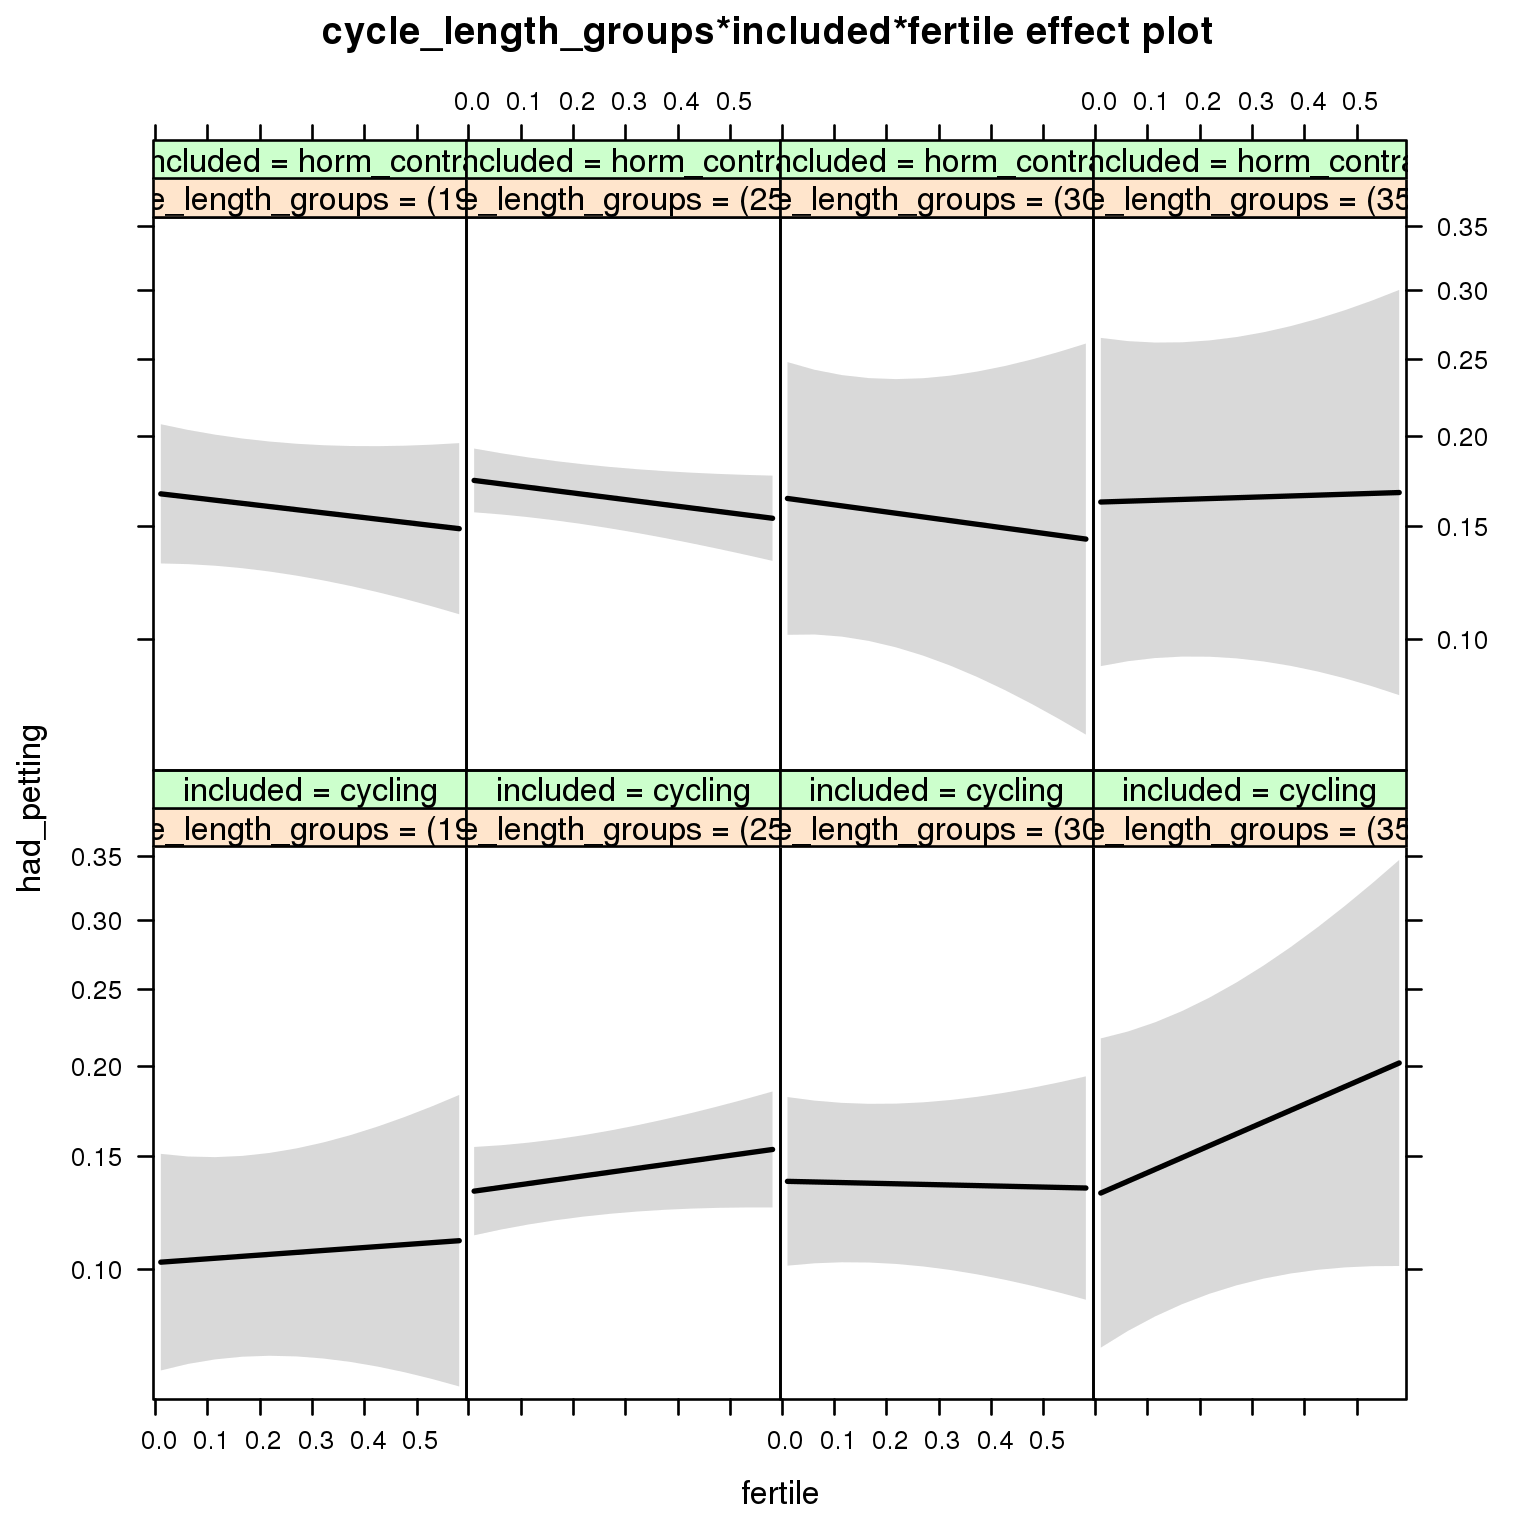 cycle_length_groups*included*fertile effect plot
0.0 0.1 0.2 0.3 0.4 0.5 0.0 0.1 0.2 0.3 0.4 0.5
ncluded = horm_contra ncluded = horm_contra ncluded = horm_contra ncluded = horm_contra
e_length_groups = (19 e_length_groups = (25 e_length_groups = (30 e_length_groups = (35
0.35
0.30
0.25
0.20
0.15
0.10
had_petting
included = cycling included = cycling included = cycling included = cycling
e_length_groups = (19 e_length_groups = (25 e_length_groups = (30 e_length_groups = (35
0.35
0.30
0.25
0.20
0.15
0.10
0.0 0.1 0.2 0.3 0.4 0.5 0.0 0.1 0.2 0.3 0.4 0.5
fertile